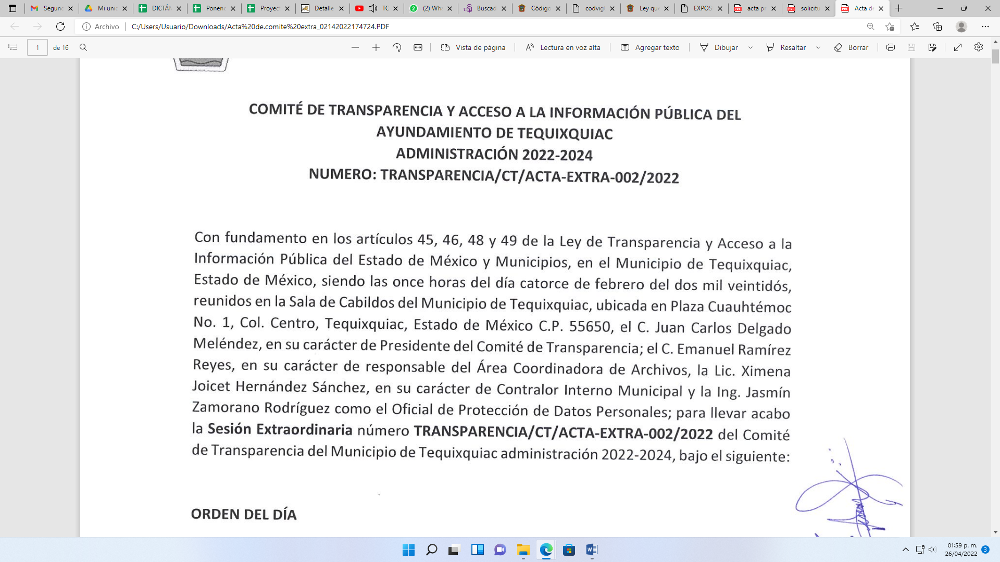 Segund
Mi unid
DICTÁM
Ponenc
Proyect
Detalle
TC
(2) Wha
Buscad
Código
codvigt
Ley que
EXPOSI
acta pr
solicitu
Acta de
Archivo
C:/Users/Usuario/Downloads/Acta%20de.comite%20extra_02142022174724.PDF
1 de 16
Vista de página
Lectura en voz alta
Agregar texto
Dibujar
Resaltar
Borrar
COMITÉ DE TRANSPARENCIA Y ACCESO A LA INFORMACIÓN PÚBLICA DEL
AYUNDAMIENTO DE TEQUIXQUIAC
ADMINISTRACIÓN 2022-2024
NUMERO: TRANSPARENCIA/CT/ACTA-EXTRA-002/2022
Con fundamento en los artículos 45, 46, 48 y 49 de la Ley de Transparencia y Acceso a la
Información Pública del Estado de México y Municipios, en el Municipio de Tequixquiac,
Estado de México, siendo las once horas del día catorce de febrero del dos mil veintidós,
reunidos en la Sala de Cabildos del Municipio de Tequixquiac, ubicada en Plaza Cuauhtémoc
No. 1, Col. Centro, Tequixquiac, Estado de México C.P. 55650, el C. Juan Carlos Delgado
Meléndez, en su carácter de Presidente del Comité de Transparencia; el C. Emanuel Ramírez
Reyes, en su carácter de responsable del Área Coordinadora de Archivos, la Lic. Ximena
Joicet Hernández Sánchez, en su carácter de Contralor Interno Municipal y la Ing. Jasmín
Zamorano Rodríguez como el Oficial de Protección de Datos Personales; para llevar acabo
la Sesión Extraordinaria número TRANSPARENCIA/CT/ACTA-EXTRA-002/2022 del Comité
de Transparencia del Municipio de Tequixquiac administración 2022-2024, bajo el siguiente:
ORDEN DEL DÍA
01:59 p. m.
26/04/2022
3